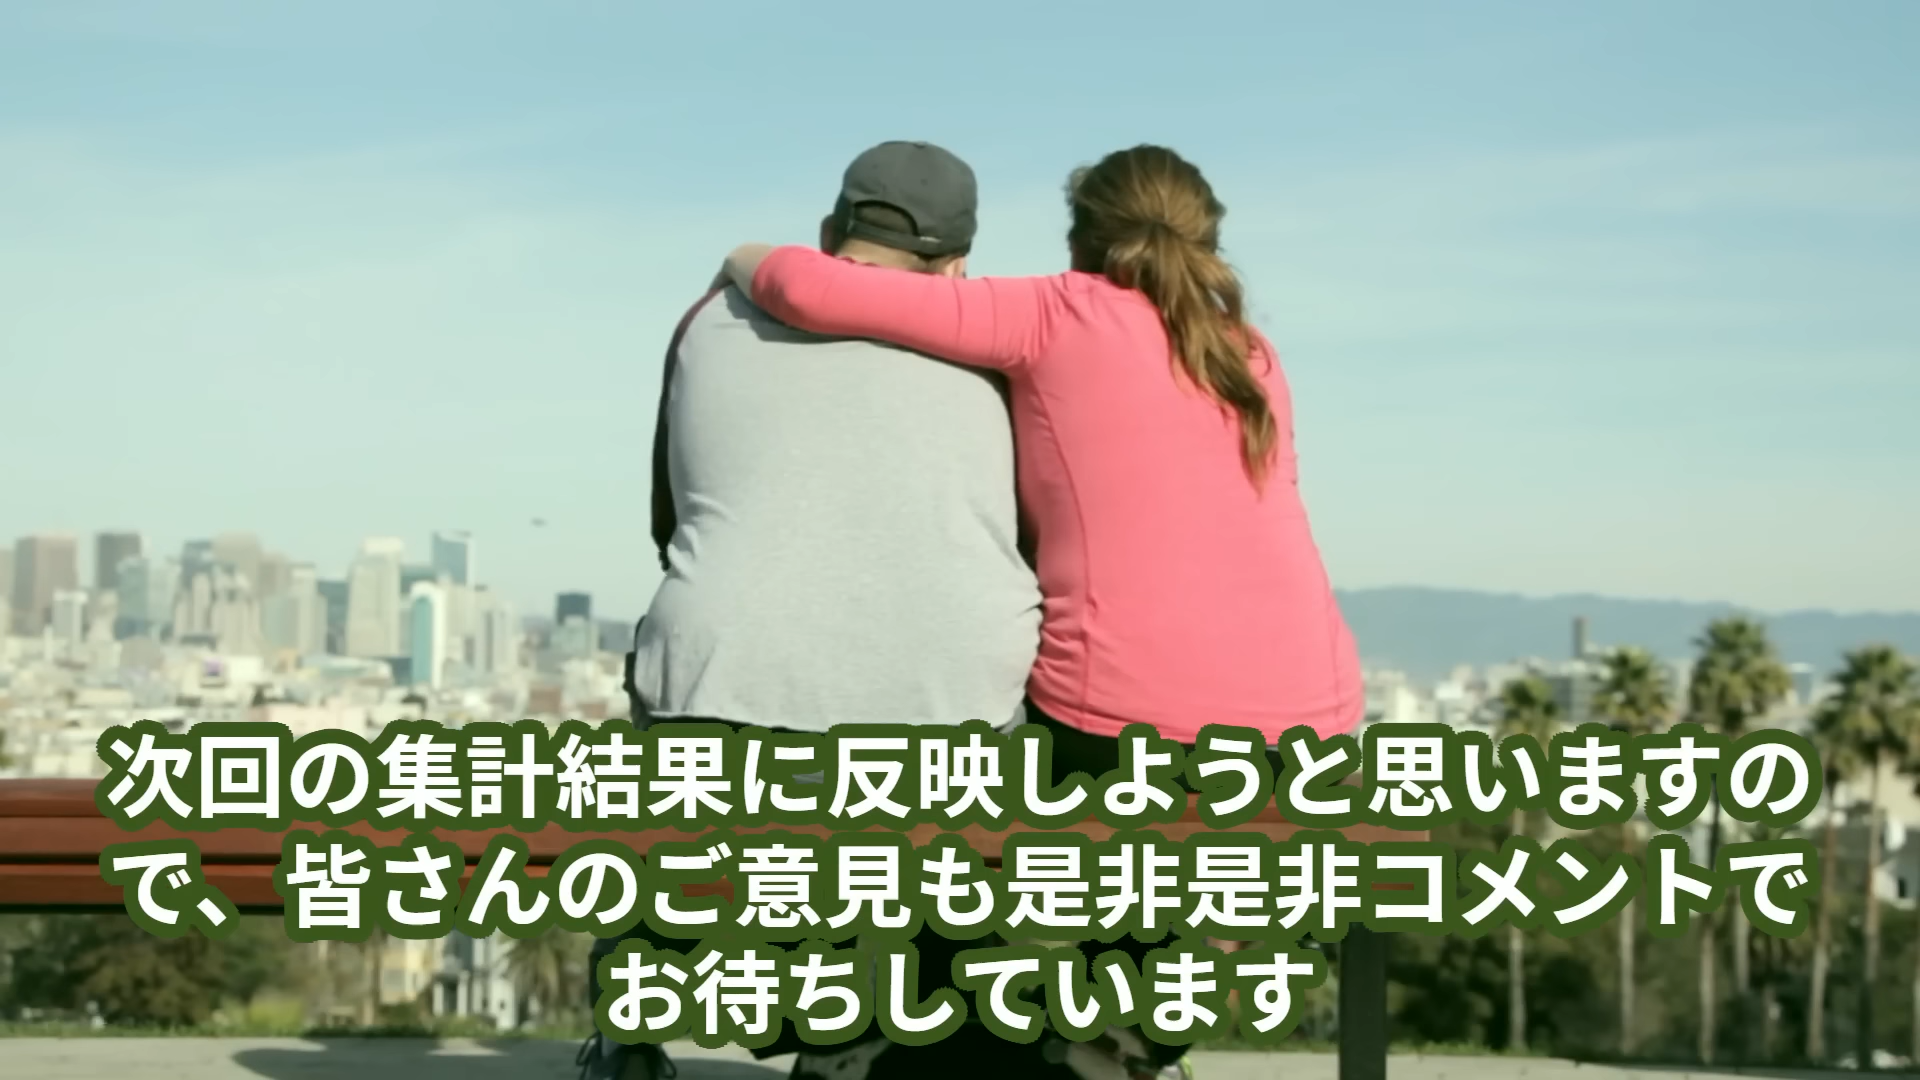 次回の集計結果に反映しようと思いますの
で、皆さんのご意見も是非是非コメントで
お待ちしています